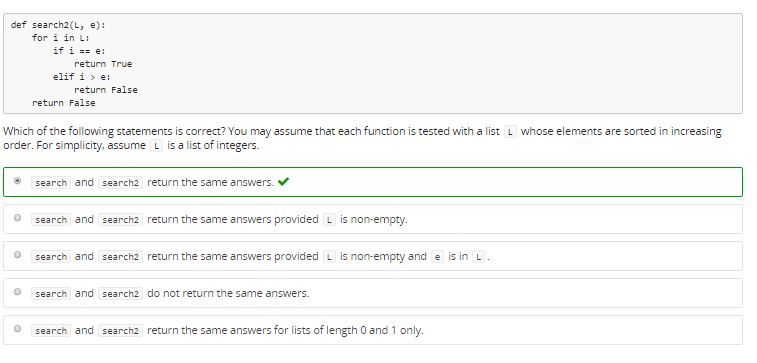 def search2(L, e):
    for i in L:
        if i == e:
            return True
        elif i > e:
            return False
    return False
Which of the following statements is correct? You may assume that each function is tested with a list L whose elements are sorted in increasing
order. For simplicity, assume L is a list of integers.
search and search2 return the same answers. ✔
search and search2 return the same answers provided L is non-empty.
search and search2 return the same answers provided L is non-empty and e is in L.
search and search2 do not return the same answers.
search and search2 return the same answers for lists of length 0 and 1 only.